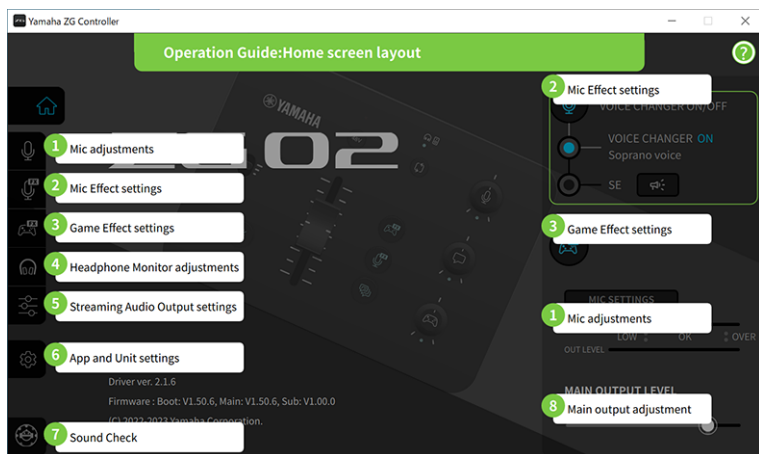 Yamaha ZG Controller
Operation Guide:Home screen layout
?
YAMAHA
ZG02
1 Mic adjustments
2 Mic Effect settings
3 Game Effect settings
4 Headphone Monitor adjustments
5 Streaming Audio Output settings
6 App and Unit settings
Driver ver. 2.1.6
Firmware : Boot: V1.50.6, Main: V1.50.6, Sub: V1.00.0
(C) 2022-2023 Yamaha Corporation.
7 Sound Check
2 Mic Effect settings
VOICE CHANGER ON/OFF
VOICE CHANGER ON
Soprano voice
SE
3 Game Effect settings
MIC SETTINGS
1 Mic adjustments
LOW OK OVER
OUT LEVEL
MAIN OUTPUT LEVEL
8 Main output adjustment